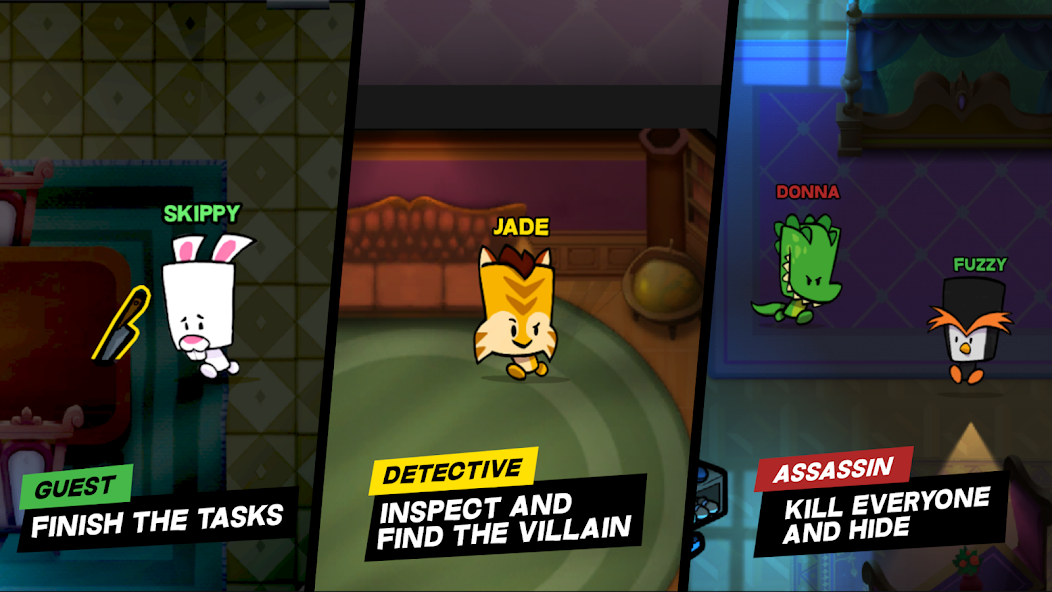 SKIPPY
GUEST
FINISH THE TASKS
JADE
DETECTIVE
INSPECT AND
FIND THE VILLAIN
DONNA
FUZZY
ASSASSIN
KILL EVERYONE
AND HIDE